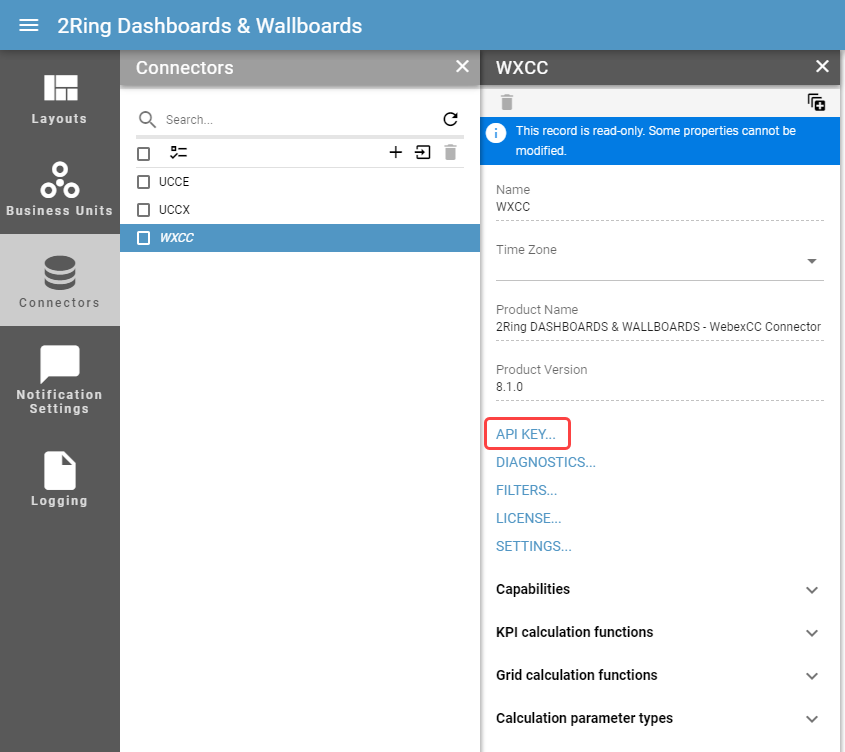 2Ring Dashboards & Wallboards
Layouts
Business Units
Connectors
Notification
Settings
Logging
Connectors
Search...
UCCE
UCCX
WXCC
WXCC
This record is read-only. Some properties cannot be
modified.
Name
WXCC
Time Zone
Product Name
2Ring DASHBOARDS & WALLBOARDS - WebexCC Connector
Product Version
8.1.0
API KEY...
DIAGNOSTICS...
FILTERS...
LICENSE...
SETTINGS...
Capabilities
KPI calculation functions
Grid calculation functions
Calculation parameter types